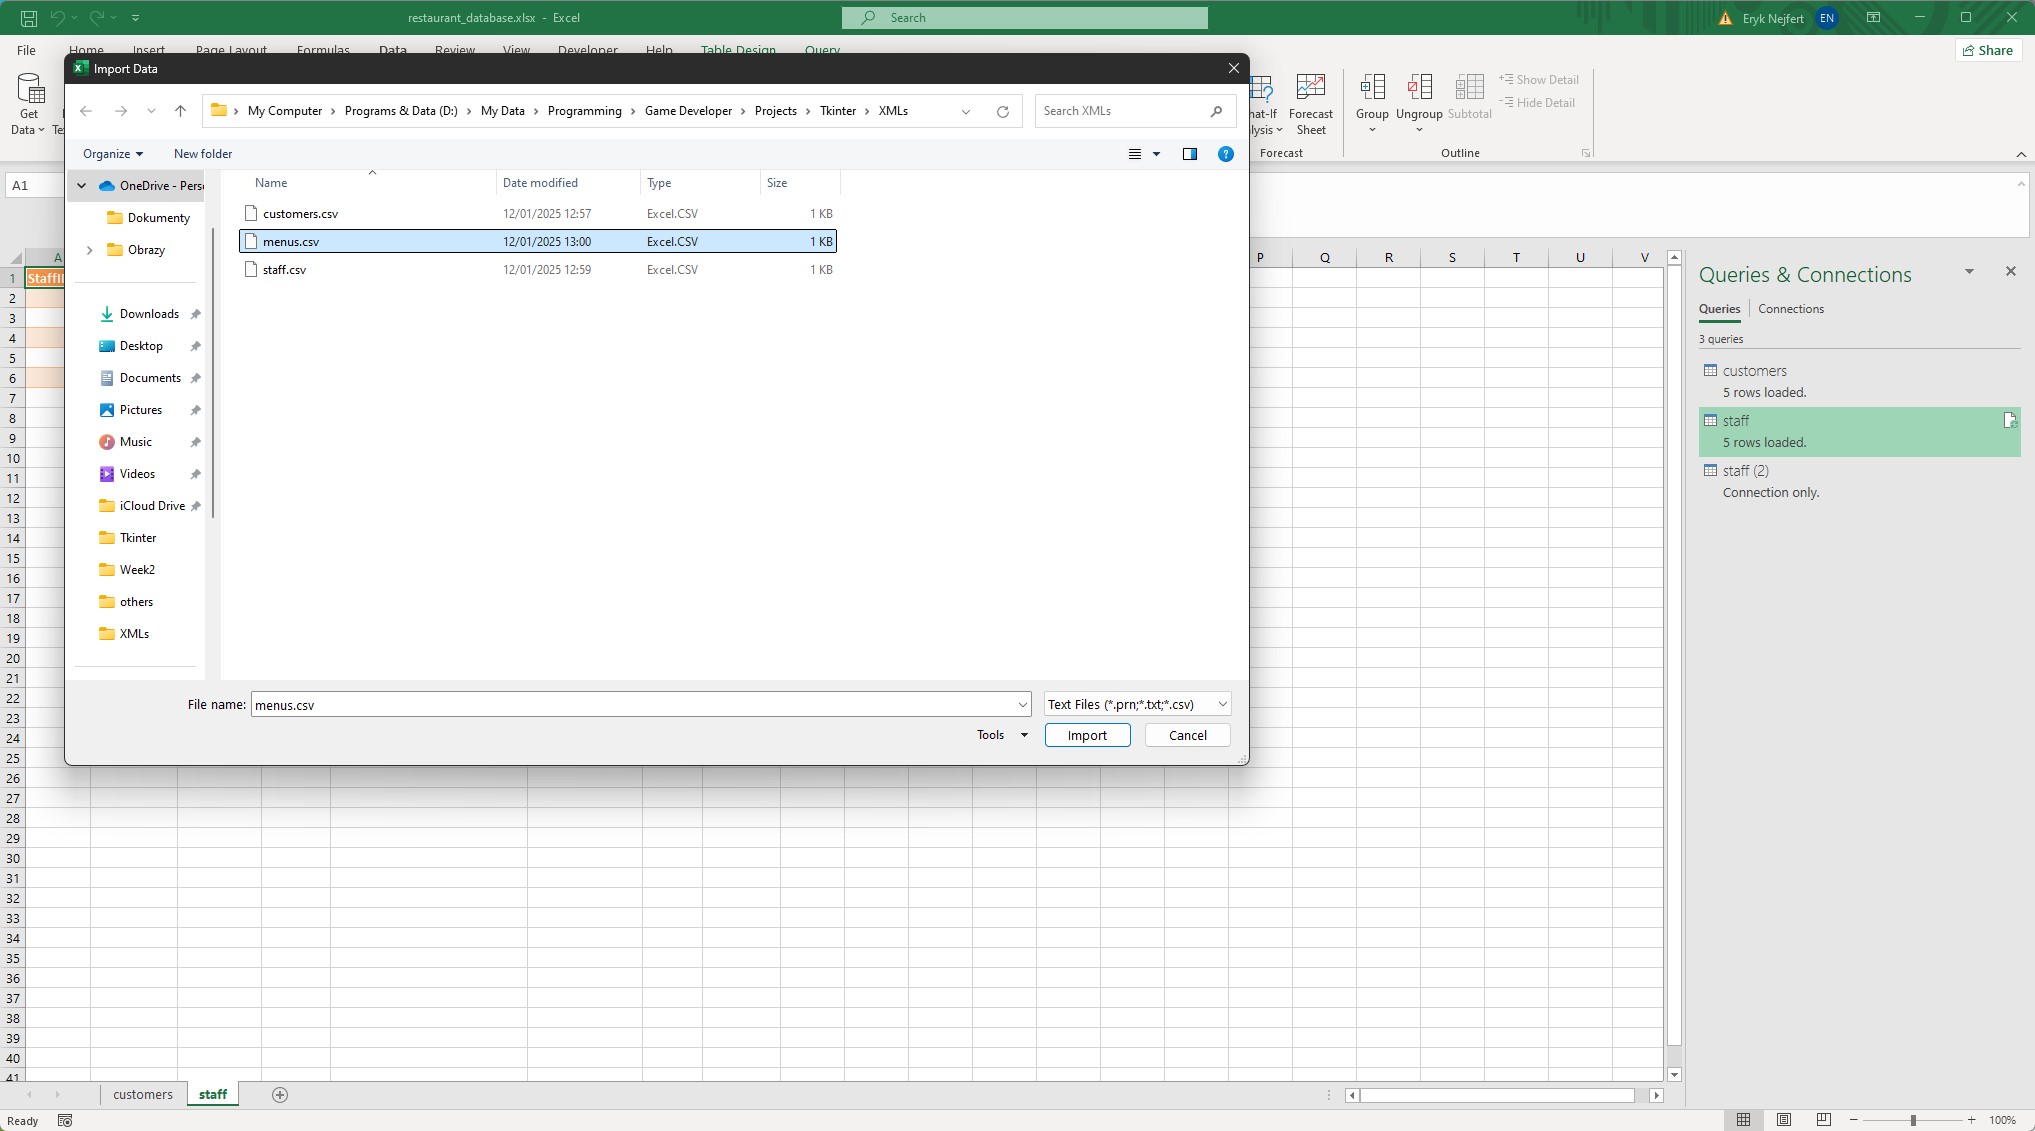 restaurant_database.xlsx - Excel
Search
Eryk Nejfert
EN
File
Home
Insert
Page Layout
Formulas
Data
Review
View
Developer
Help
Table Design
Query
Share
Get
Data
Forecast
Sheet
Group
Ungroup
Subtotal
Show Detail
Hide Detail
Forecast
Outline
A1
Import Data
My Computer
Programs & Data (D:)
My Data
Programming
Game Developer
Projects
Tkinter
XMLs
Search XMLs
Organize
New folder
OneDrive - Pers
Dokumenty
Obrazy
Downloads
Desktop
Documents
Pictures
Music
Videos
iCloud Drive
Tkinter
Week2
others
XMLs
Name Date modified Type Size
customers.csv 12/01/2025 12:57 Excel.CSV 1 KB
menus.csv 12/01/2025 13:00 Excel.CSV 1 KB
staff.csv 12/01/2025 12:59 Excel.CSV 1 KB
File name: menus.csv
Text Files (*.prn;*.txt;*.csv)
Tools
Import
Cancel
A P Q R S T U V
1
2
3
4
5
6
7
8
9
10
11
12
13
14
15
16
17
18
19
20
21
22
23
24
25
26
27
28
29
30
31
32
33
34
35
36
37
38
39
40
41
Queries & Connections
Queries
Connections
3 queries
customers
5 rows loaded.
staff
5 rows loaded.
staff (2)
Connection only.
customers
staff
Ready
100%